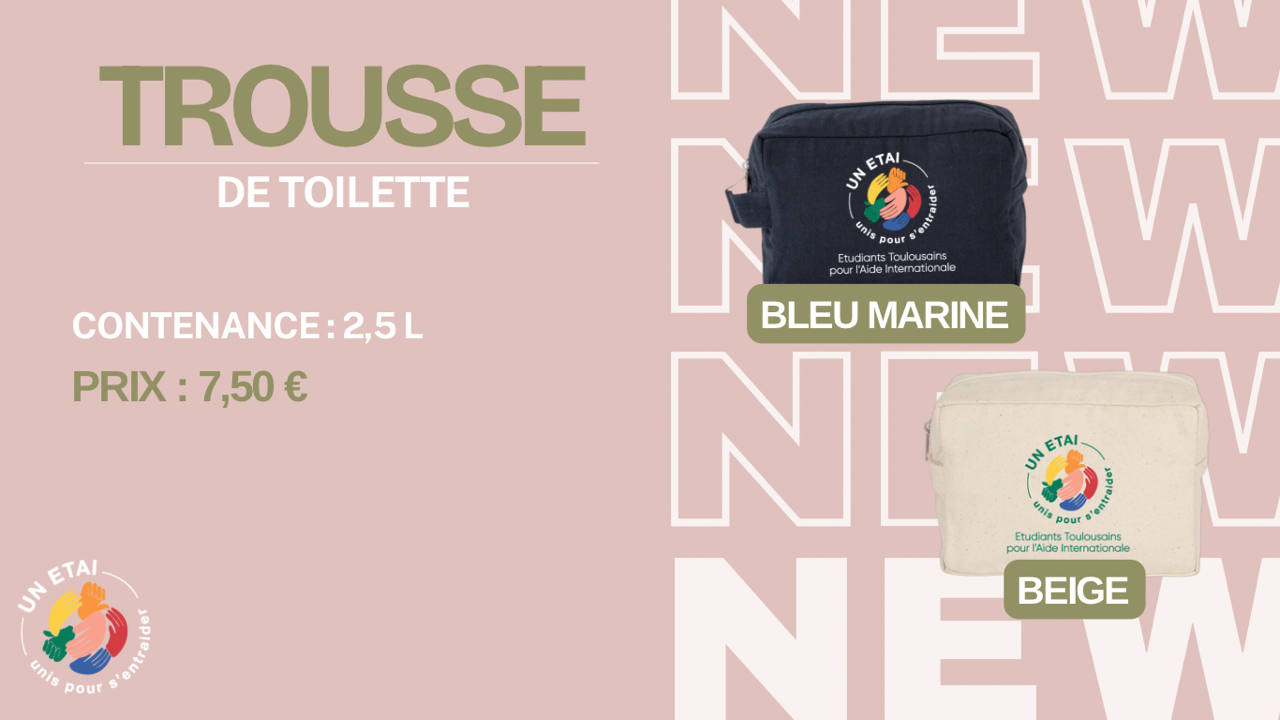 TROUSSE
DE TOILETTE
CONTENANCE : 2,5 L
PRIX : 7,50 €
UN ETAI
unis pour s'entraider
NEW
NEW
NEW
NEW
UN ETAI
unis pour s'entraider
Etudiants Toulousains
pour l'Aide Internationale
BLEU MARINE
UN ETAI
unis pour s'entraider
Etudiants Toulousains
pour l'Aide Internationale
BEIGE